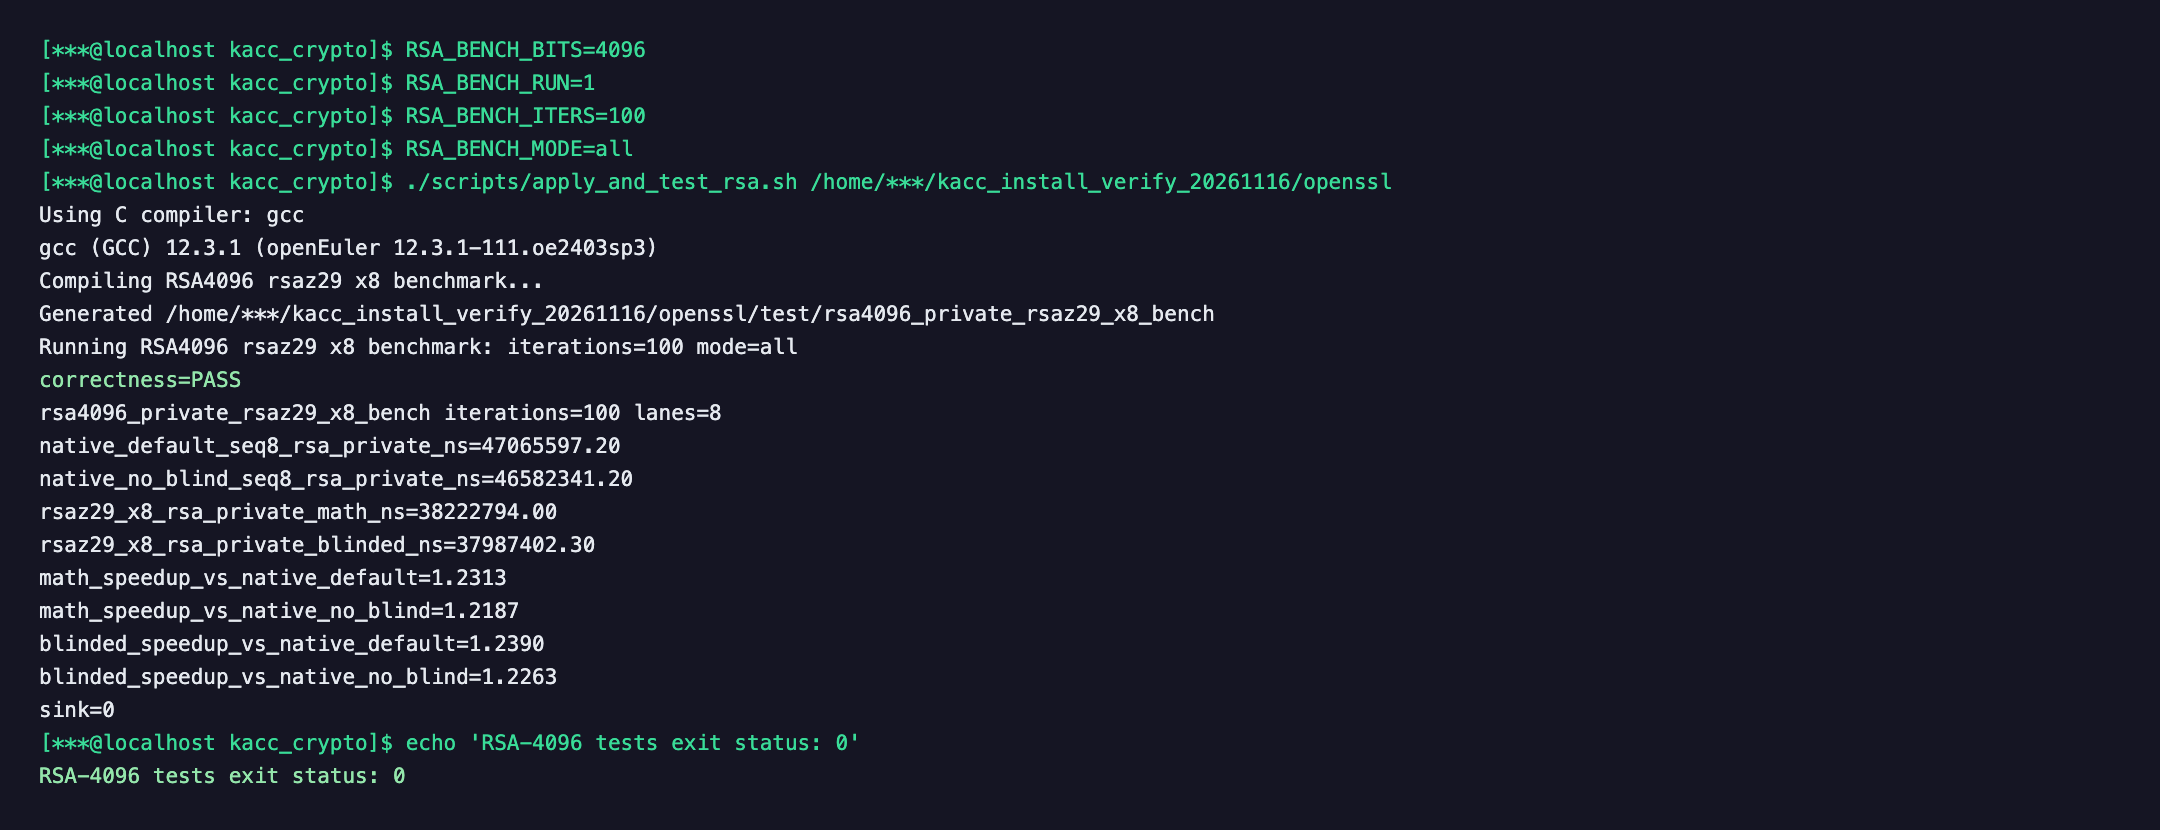 [***@localhost kacc_crypto]$ RSA_BENCH_BITS=4096
[***@localhost kacc_crypto]$ RSA_BENCH_RUN=1
[***@localhost kacc_crypto]$ RSA_BENCH_ITERS=100
[***@localhost kacc_crypto]$ RSA_BENCH_MODE=all
[***@localhost kacc_crypto]$ ./scripts/apply_and_test_rsa.sh /home/***/kacc_install_verify_20261116/openssl
Using C compiler: gcc
gcc (GCC) 12.3.1 (openEuler 12.3.1-111.oe2403sp3)
Compiling RSA4096 rsaz29 x8 benchmark...
Generated /home/***/kacc_install_verify_20261116/openssl/test/rsa4096_private_rsaz29_x8_bench
Running RSA4096 rsaz29 x8 benchmark: iterations=100 mode=all
correctness=PASS
rsa4096_private_rsaz29_x8_bench iterations=100 lanes=8
native_default_seq8_rsa_private_ns=47065597.20
native_no_blind_seq8_rsa_private_ns=46582341.20
rsaz29_x8_rsa_private_math_ns=38222794.00
rsaz29_x8_rsa_private_blinded_ns=37987402.30
math_speedup_vs_native_default=1.2313
math_speedup_vs_native_no_blind=1.2187
blinded_speedup_vs_native_default=1.2390
blinded_speedup_vs_native_no_blind=1.2263
sink=0
[***@localhost kacc_crypto]$ echo 'RSA-4096 tests exit status: 0'
RSA-4096 tests exit status: 0